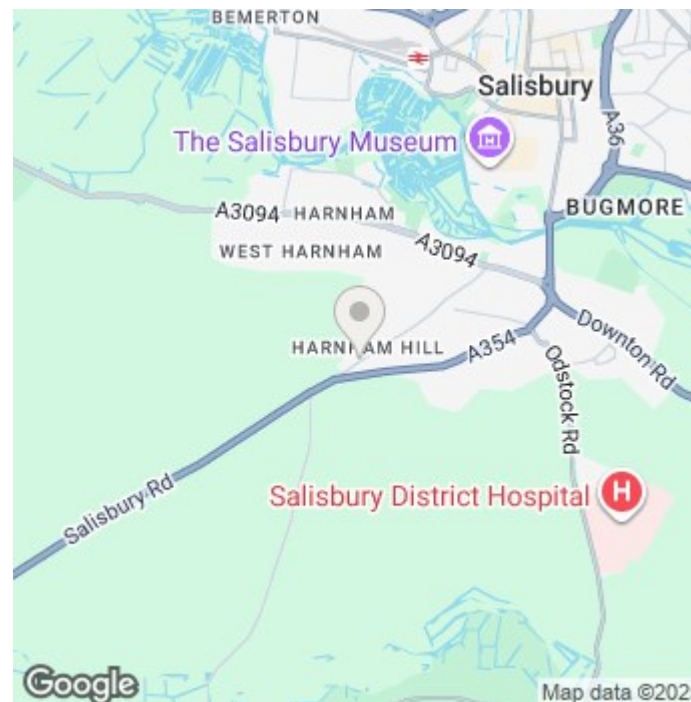 BEMERTON
Salisbury
The Salisbury Museum
A36
BUGMORE
A3094
HARNHAM
WEST HARNHAM
A3094
HARNHAM HILL
A354
Downton Rd
Odstock Rd
Salisbury Rd
Salisbury District Hospital
H
Google
Map data ©202